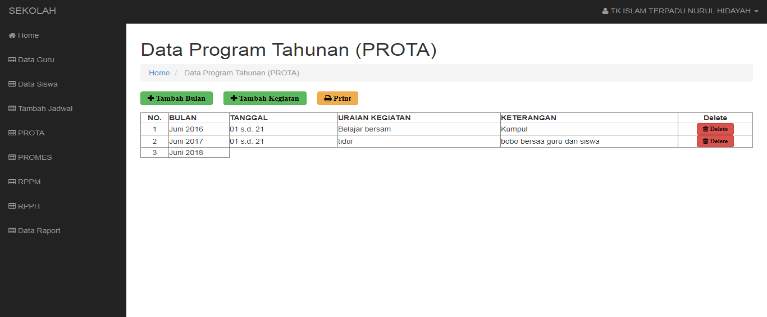 SEKOLAH
TK ISLAM TERPADU NURUL HIDAYAH
Home
Data Guru
Data Siswa
Tambah Jadwal
PROTA
PROMES
RPPM
RPPH
Data Raport
Data Program Tahunan (PROTA)
Home / Data Program Tahunan (PROTA)
Tambah Bulan Tambah Kegiatan Print
NO. BULAN TANGGAL URAIAN KEGIATAN KETERANGAN Delete
1 Juni 2016 01 s.d. 21 Belajar bersam Kumpul Delete
2 Juni 2017 01 s.d. 21 tidur bobo bersaa guru dan siswa Delete
3 Juni 2018